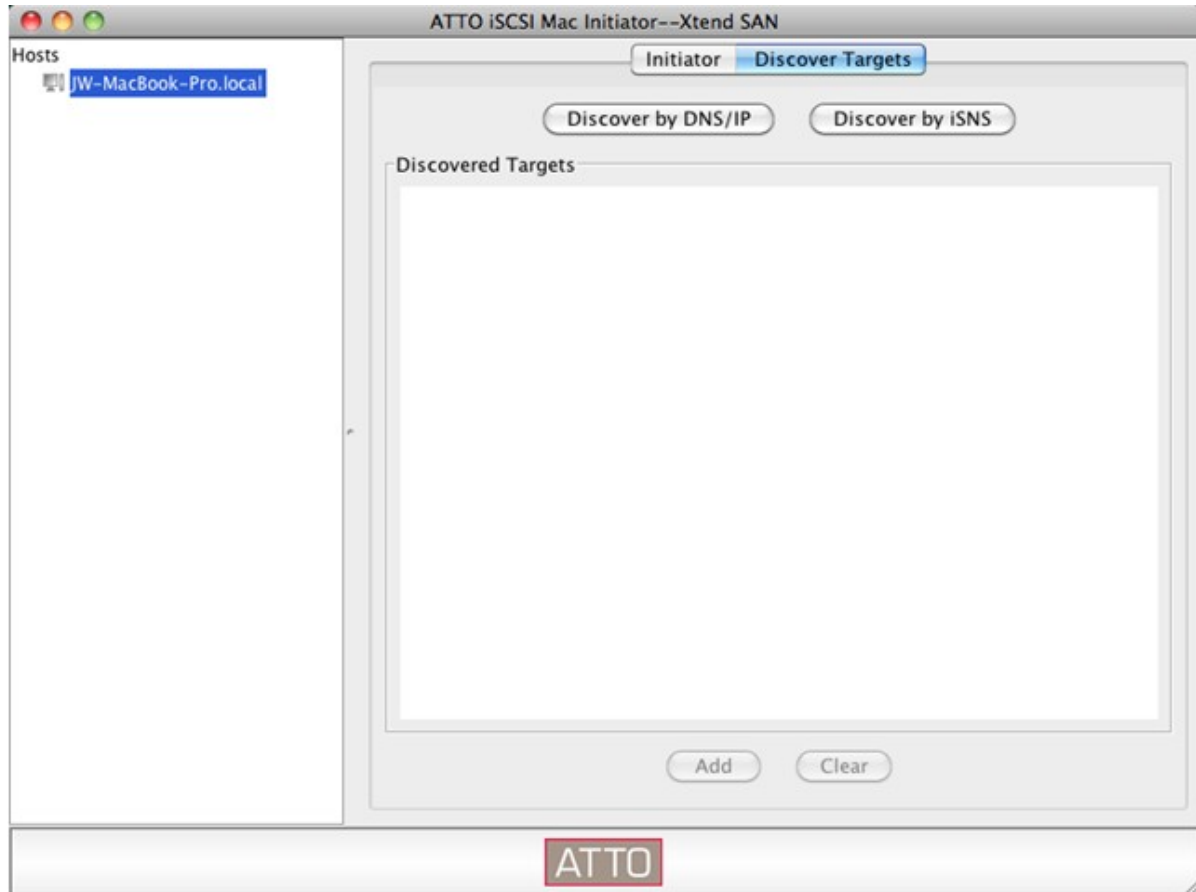 ATTO iSCSI Mac Initiator--Xtend SAN
Hosts
JW-MacBook-Pro.local
Initiator Discover Targets
Discover by DNS/IP Discover by iSNS
Discovered Targets
Add Clear
ATTO